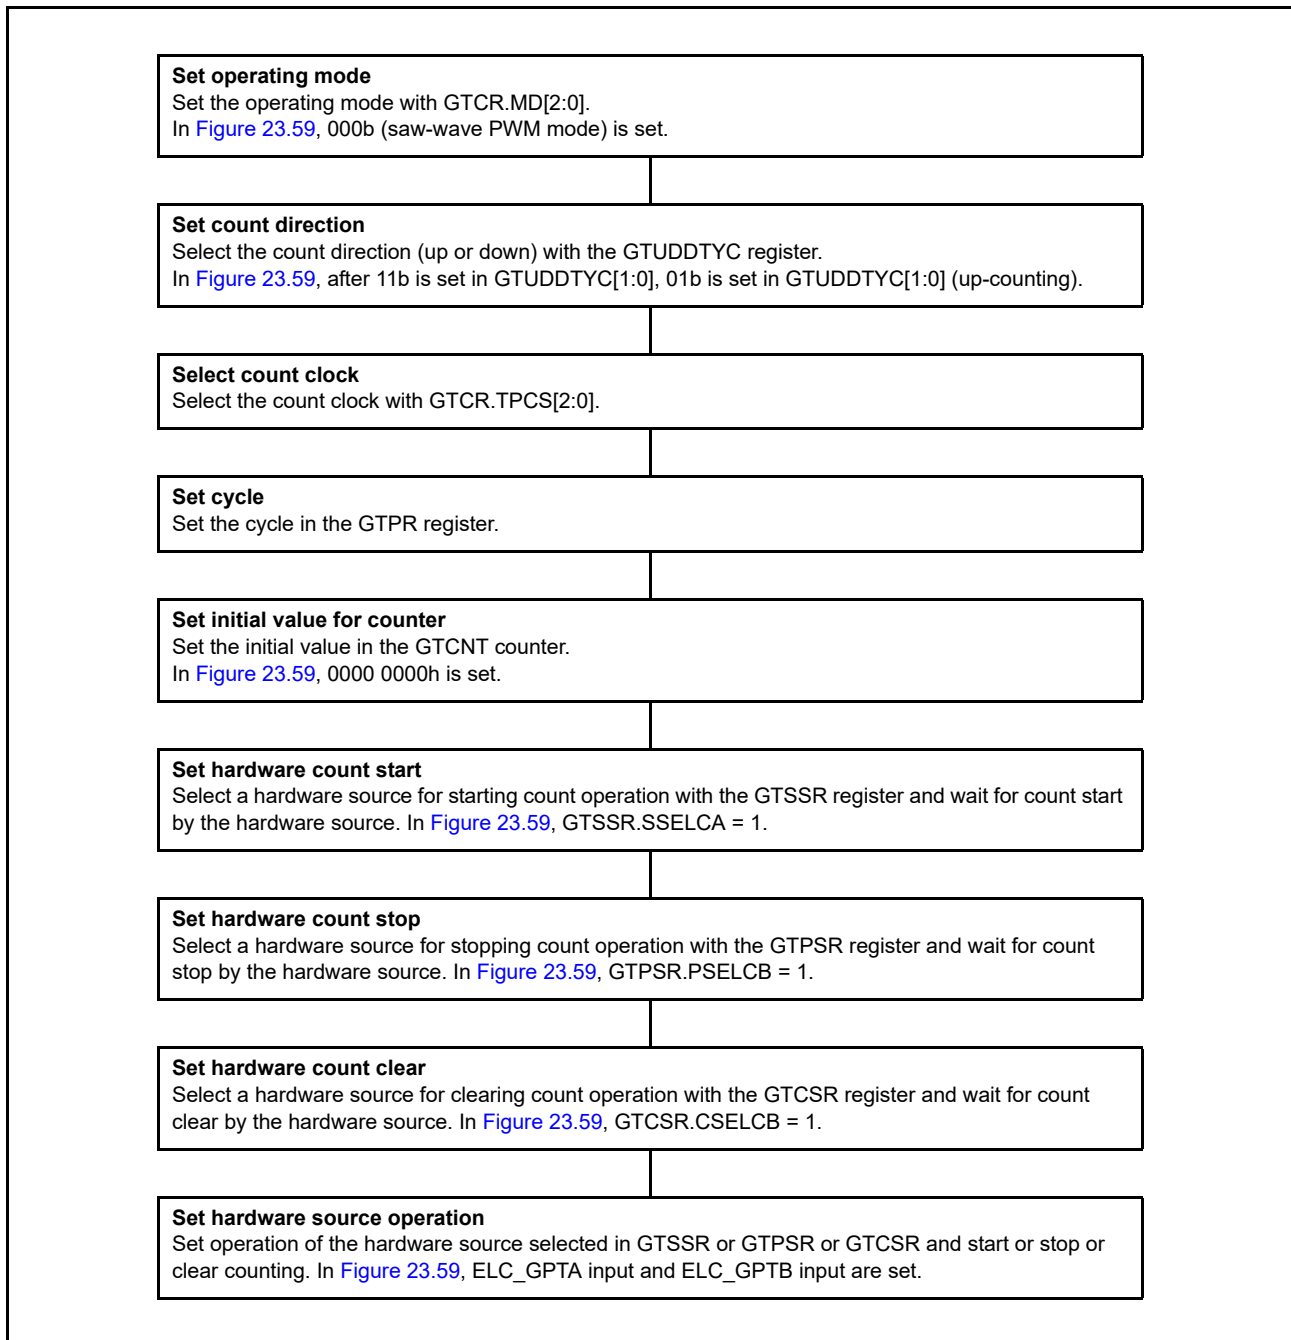 Set operating mode
Set the operating mode with GTCR.MD[2:0].
In Figure 23.59, 000b (saw-wave PWM mode) is set.
Set count direction
Select the count direction (up or down) with the GTUDDTYC register.
In Figure 23.59, after 11b is set in GTUDDTYC[1:0], 01b is set in GTUDDTYC[1:0] (up-counting).
Select count clock
Select the count clock with GTCR.TPCS[2:0].
Set cycle
Set the cycle in the GTPR register.
Set initial value for counter
Set the initial value in the GTCNT counter.
In Figure 23.59, 0000 0000h is set.
Set hardware count start
Select a hardware source for starting count operation with the GTSSR register and wait for count start
by the hardware source. In Figure 23.59, GTSSR.SSELCA = 1.
Set hardware count stop
Select a hardware source for stopping count operation with the GTPSR register and wait for count
stop by the hardware source. In Figure 23.59, GTPSR.PSELCB = 1.
Set hardware count clear
Select a hardware source for clearing count operation with the GTCSR register and wait for count
clear by the hardware source. In Figure 23.59, GTCSR.CSELCB = 1.
Set hardware source operation
Set operation of the hardware source selected in GTSSR or GTPSR or GTCSR and start or stop or
clear counting. In Figure 23.59, ELC_GPTA input and ELC_GPTB input are set.